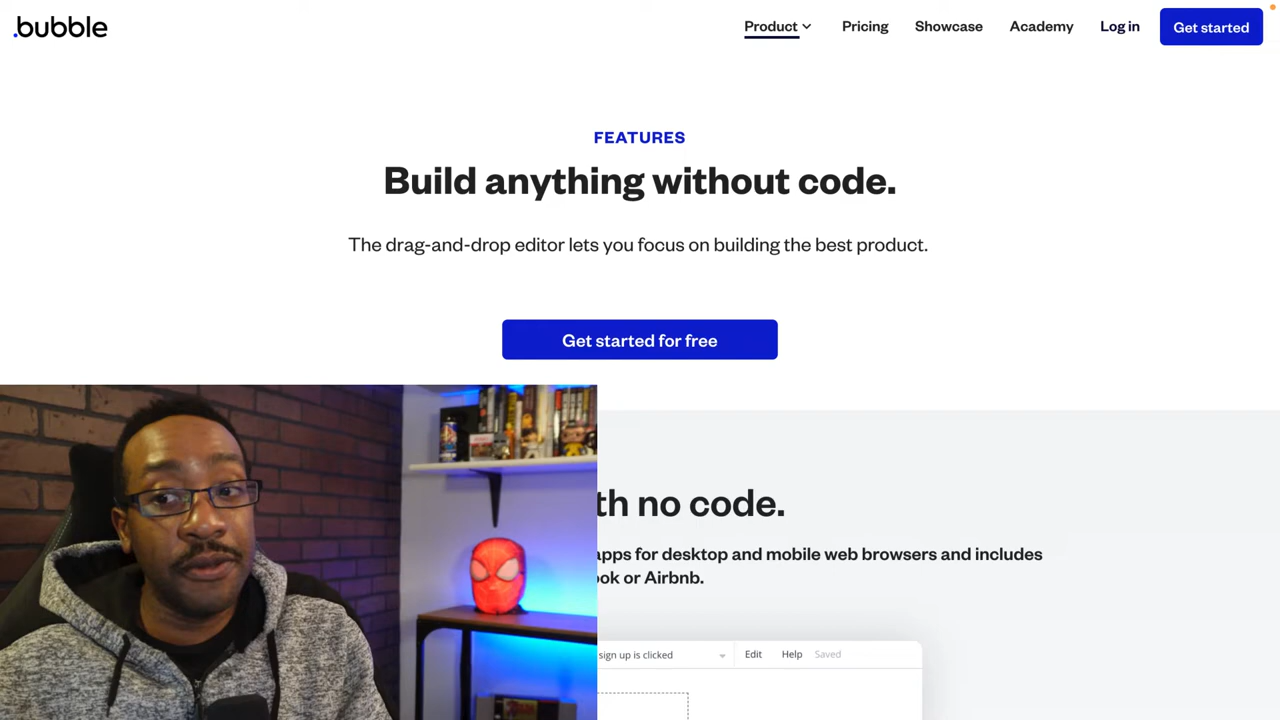 .bubble
Product
Pricing
Showcase
Academy
Log in
Get started
FEATURES
Build anything without code.
The drag-and-drop editor lets you focus on building the best product.
Get started for free
th no code.
apps for desktop and mobile web browsers and includes
ook or Airbnb.
sign up is clicked
Edit
Help
Saved